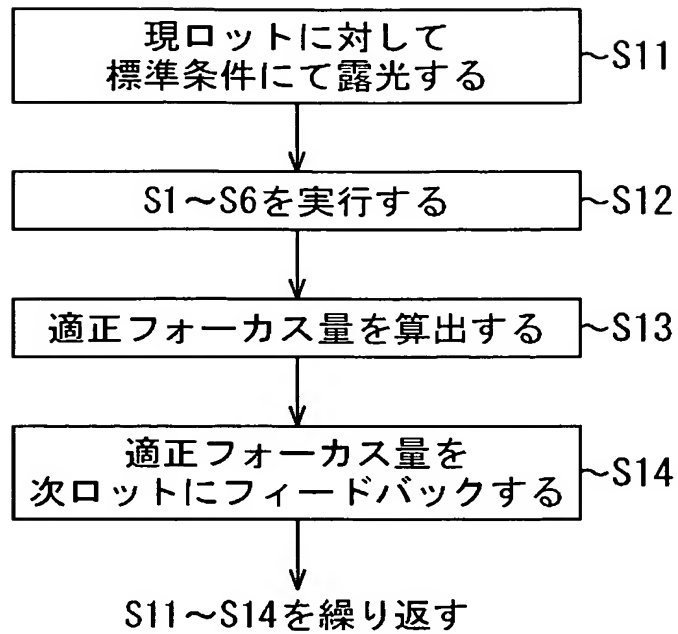 現ロットに対して
標準条件にて露光する
~S11
S1~S6を実行する
~S12
適正フォーカス量を算出する
~S13
適正フォーカス量を
次ロットにフィードバックする
~S14
S11~S14を繰り返す